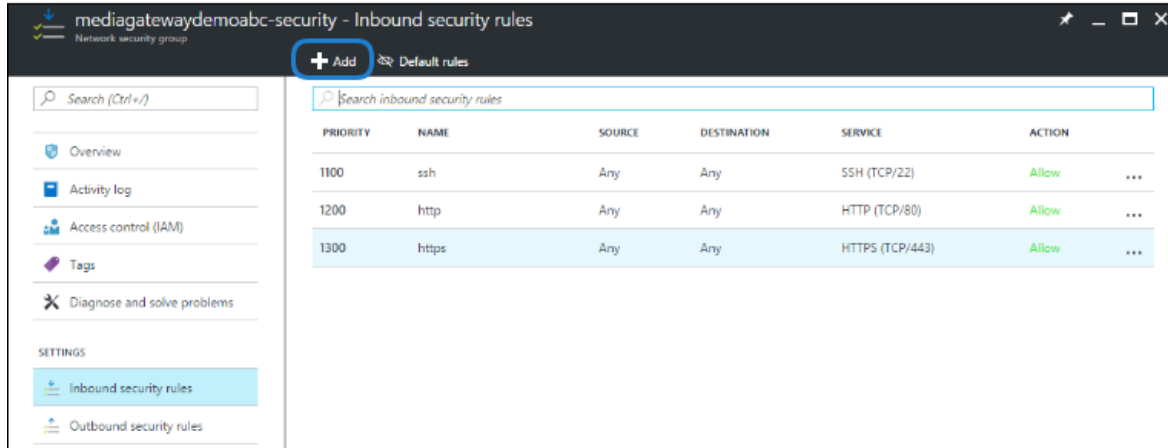 mediagatewaydemoabc-security - Inbound security rules
Network security group
Add Default rules
Search (Ctrl+/)
Search inbound security rules
PRIORITY NAME SOURCE DESTINATION SERVICE ACTION
Overview
1100 ssh Any Any SSH (TCP/22) Allow ...
Activity log
1200 http Any Any HTTP (TCP/80) Allow ...
Access control (IAM)
1300 https Any Any HTTPS (TCP/443) Allow ...
Tags
Diagnose and solve problems
SETTINGS
Inbound security rules
Outbound security rules